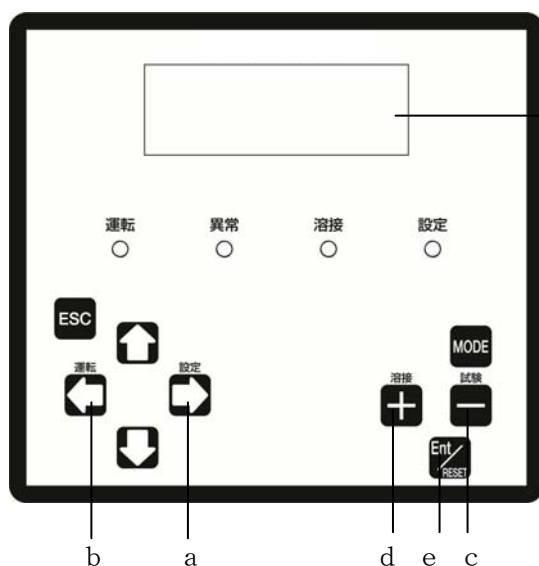 運転 異常 溶接 設定
ESC
MODE
運転 設定 溶接 試験
Ent/RESET
b a d e c